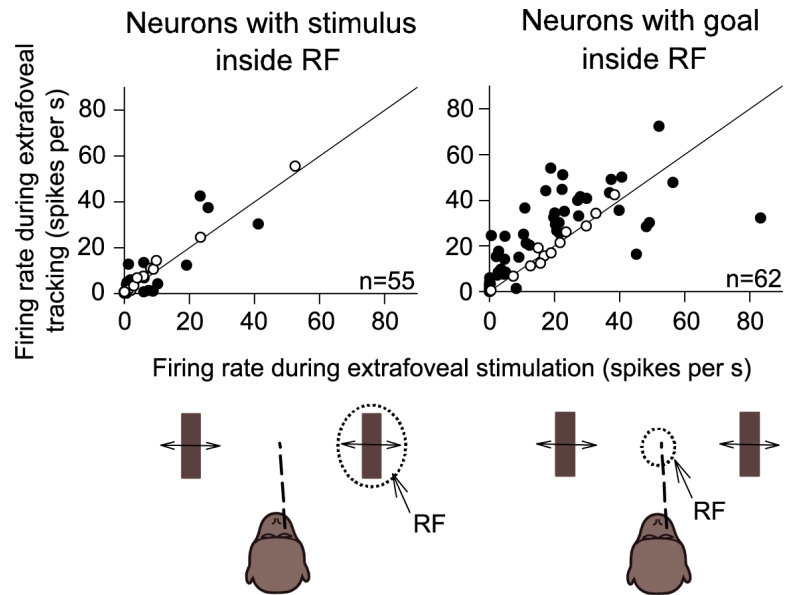 Neurons with stimulus
inside RF
Neurons with goal
inside RF
Firing rate during extrafoveal
tracking (spikes per s)
80
60
40
20
0
0
20
40
60
80
n=55
80
60
40
20
0
0
20
40
60
80
n=62
Firing rate during extrafoveal stimulation (spikes per s)
RF
RF